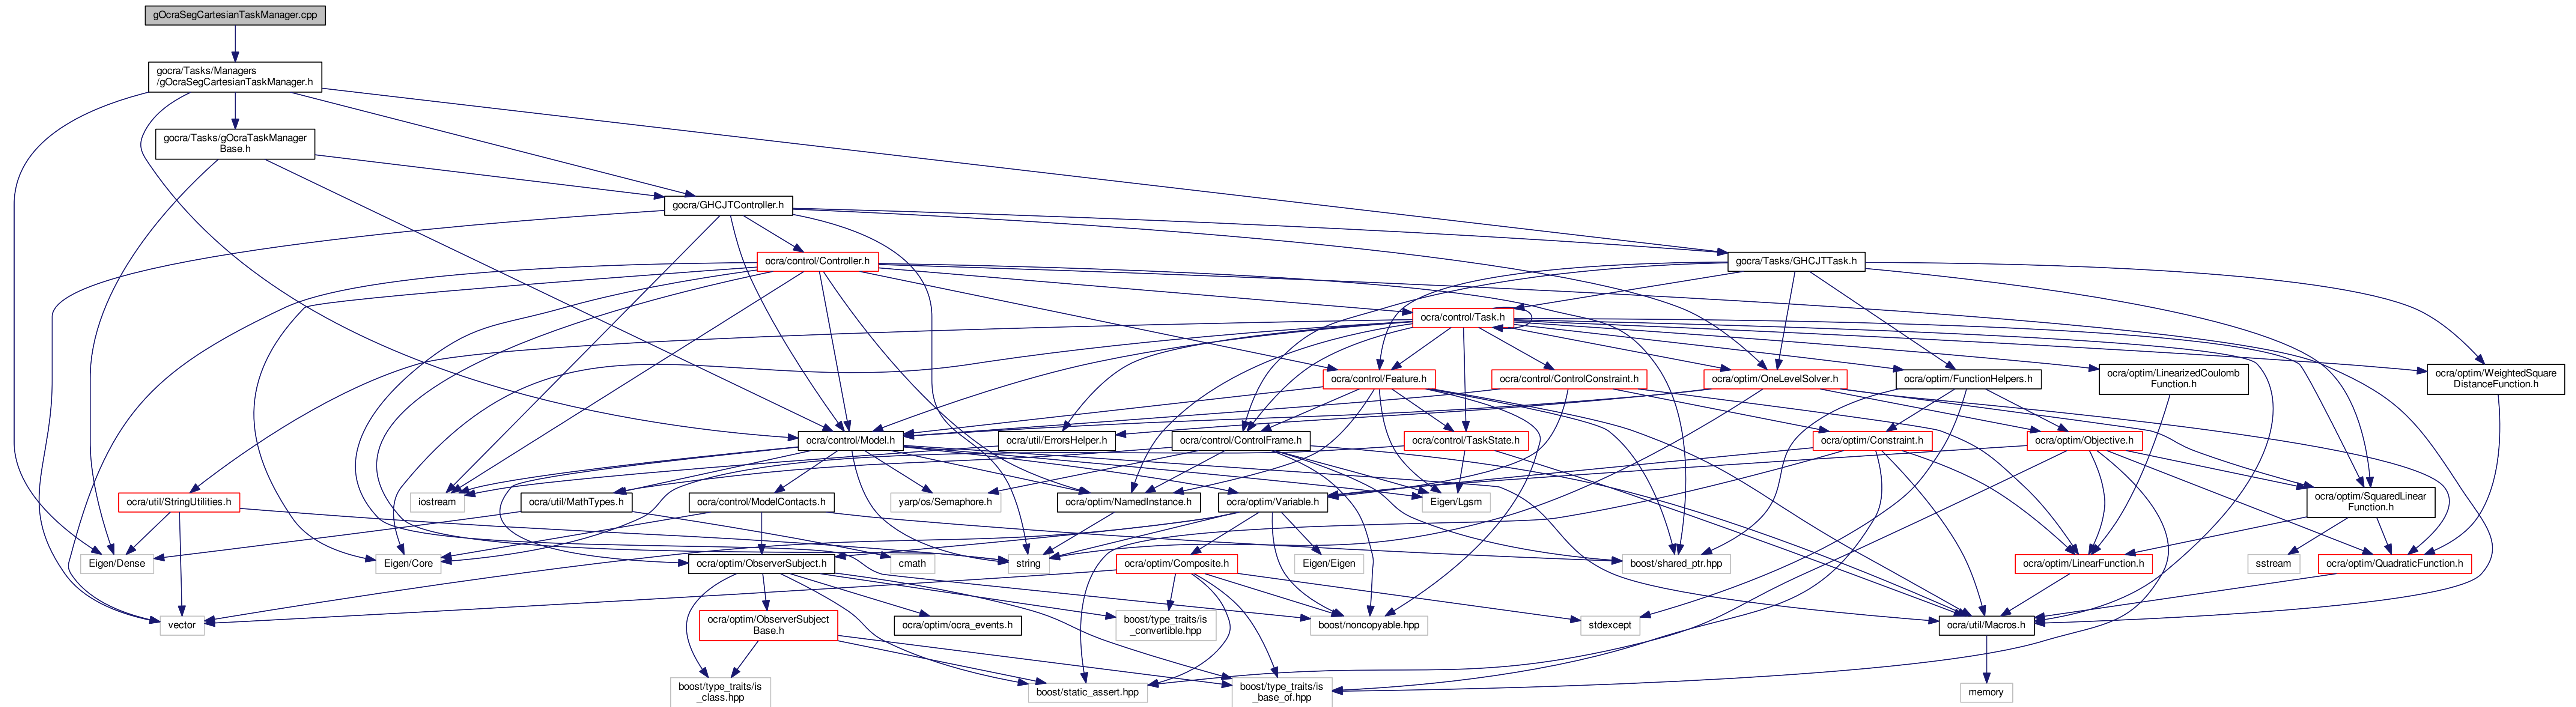 gOcraSegCartesianTaskManager.cpp
gocra/Tasks/Managers
/gOcraSegCartesianTaskManager.h
gocra/Tasks/gOcraTaskManager
Base.h
gocra/GHCJTController.h
ocra/control/Controller.h
gocra/Tasks/GHCJTTask.h
ocra/control/Task.h
ocra/control/Feature.h
ocra/control/ControlConstraint.h
ocra/optim/OneLevelSolver.h
ocra/optim/FunctionHelpers.h
ocra/optim/LinearizedCoulomb
Function.h
ocra/optim/WeightedSquare
DistanceFunction.h
ocra/control/Model.h
ocra/util/ErrorsHelper.h
ocra/control/ControlFrame.h
ocra/control/TaskState.h
ocra/optim/Constraint.h
ocra/optim/Objective.h
ocra/util/StringUtilities.h
iostream
ocra/util/MathTypes.h
ocra/control/ModelContacts.h
yarp/os/Semaphore.h
ocra/optim/NamedInstance.h
ocra/optim/Variable.h
Eigen/Lgsm
ocra/optim/SquaredLinear
Function.h
Eigen/Dense
Eigen/Core
ocra/optim/ObserverSubject.h
cmath
string
ocra/optim/Composite.h
Eigen/Eigen
boost/shared_ptr.hpp
ocra/optim/LinearFunction.h
sstream
ocra/optim/QuadraticFunction.h
vector
ocra/optim/ObserverSubject
Base.h
ocra/optim/ocra_events.h
boost/type_traits/is
_convertible.hpp
boost/noncopyable.hpp
stdexcept
ocra/util/Macros.h
boost/type_traits/is
_class.hpp
boost/static_assert.hpp
boost/type_traits/is
_base_of.hpp
memory